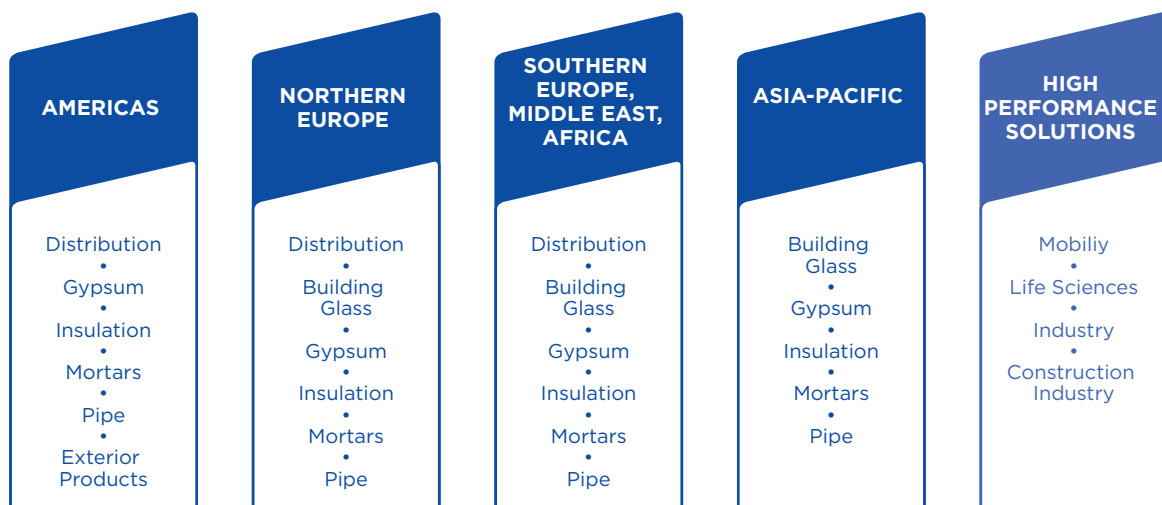 AMERICAS
Distribution
•
Gypsum
•
Insulation
•
Mortars
•
Pipe
•
Exterior
Products
NORTHERN
EUROPE
Distribution
•
Building
Glass
•
Gypsum
•
Insulation
•
Mortars
•
Pipe
SOUTHERN
EUROPE,
MIDDLE EAST,
AFRICA
Distribution
•
Building
Glass
•
Gypsum
•
Insulation
•
Mortars
•
Pipe
ASIA-PACIFIC
Building
Glass
•
Gypsum
•
Insulation
•
Mortars
•
Pipe
HIGH
PERFORMANCE
SOLUTIONS
Mobiliy
•
Life Sciences
•
Industry
•
Construction
Industry